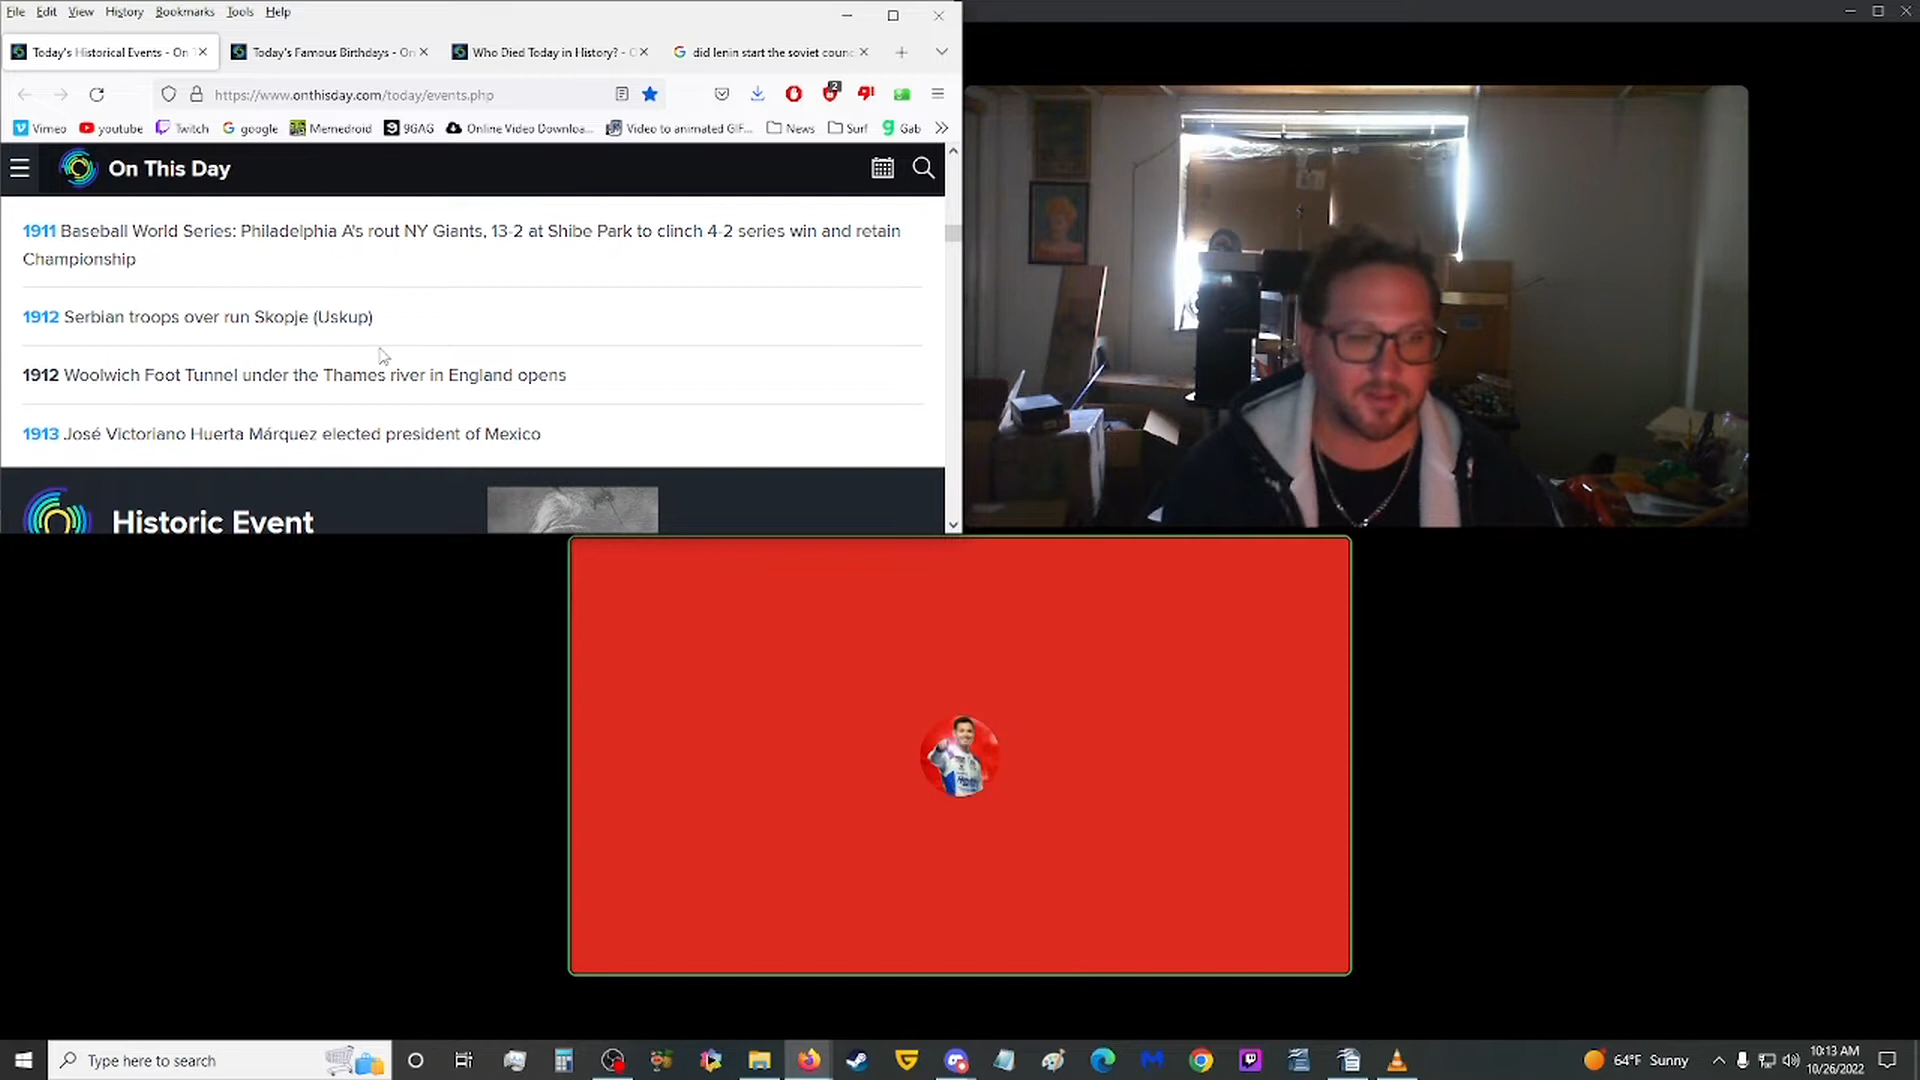 File Edit View History Bookmarks Tools Help
Today's Historical Events - On T
Today's Famous Birthdays - On
Who Died Today in History? - O
did lenin start the soviet counc
https://www.onthisday.com/today/events.php
2
Vimeo youtube Twitch google Memedroid 9GAG Online Video Downloa... Video to animated GIF... News Surf Gab
On This Day
1911 Baseball World Series: Philadelphia A's rout NY Giants, 13-2 at Shibe Park to clinch 4-2 series win and retain
Championship
1912 Serbian troops over run Skopje (Uskup)
1912 Woolwich Foot Tunnel under the Thames river in England opens
1913 José Victoriano Huerta Márquez elected president of Mexico
Historic Event
Type here to search
64°F Sunny
10:13 AM
10/26/2022